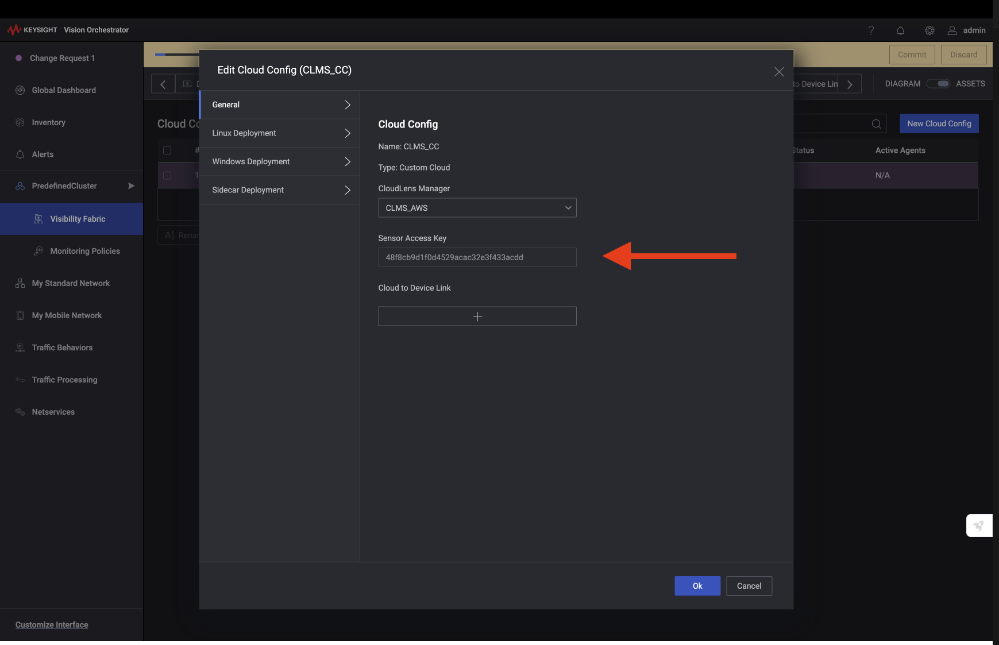 KEYSIGHT Vision Orchestrator
admin
Change Request 1
Commit
Discard
Edit Cloud Config (CLMS_CC)
Global Dashboard
to Device Lin
DIAGRAM
ASSETS
General
Inventory
Cloud Co
Cloud Config
New Cloud Config
Linux Deployment
Name: CLMS_CC
Alerts
#
Status
Active Agents
Windows Deployment
Type: Custom Cloud
1
N/A
PredefinedCluster
Sidecar Deployment
CloudLens Manager
CLMS_AWS
Visibility Fabric
Renar
Sensor Access Key
Monitoring Policies
48f8cb9d1f0d4529acac32e3f433acdd
My Standard Network
Cloud to Device Link
My Mobile Network
Traffic Behaviors
Traffic Processing
Netservices
Ok
Cancel
Customize Interface